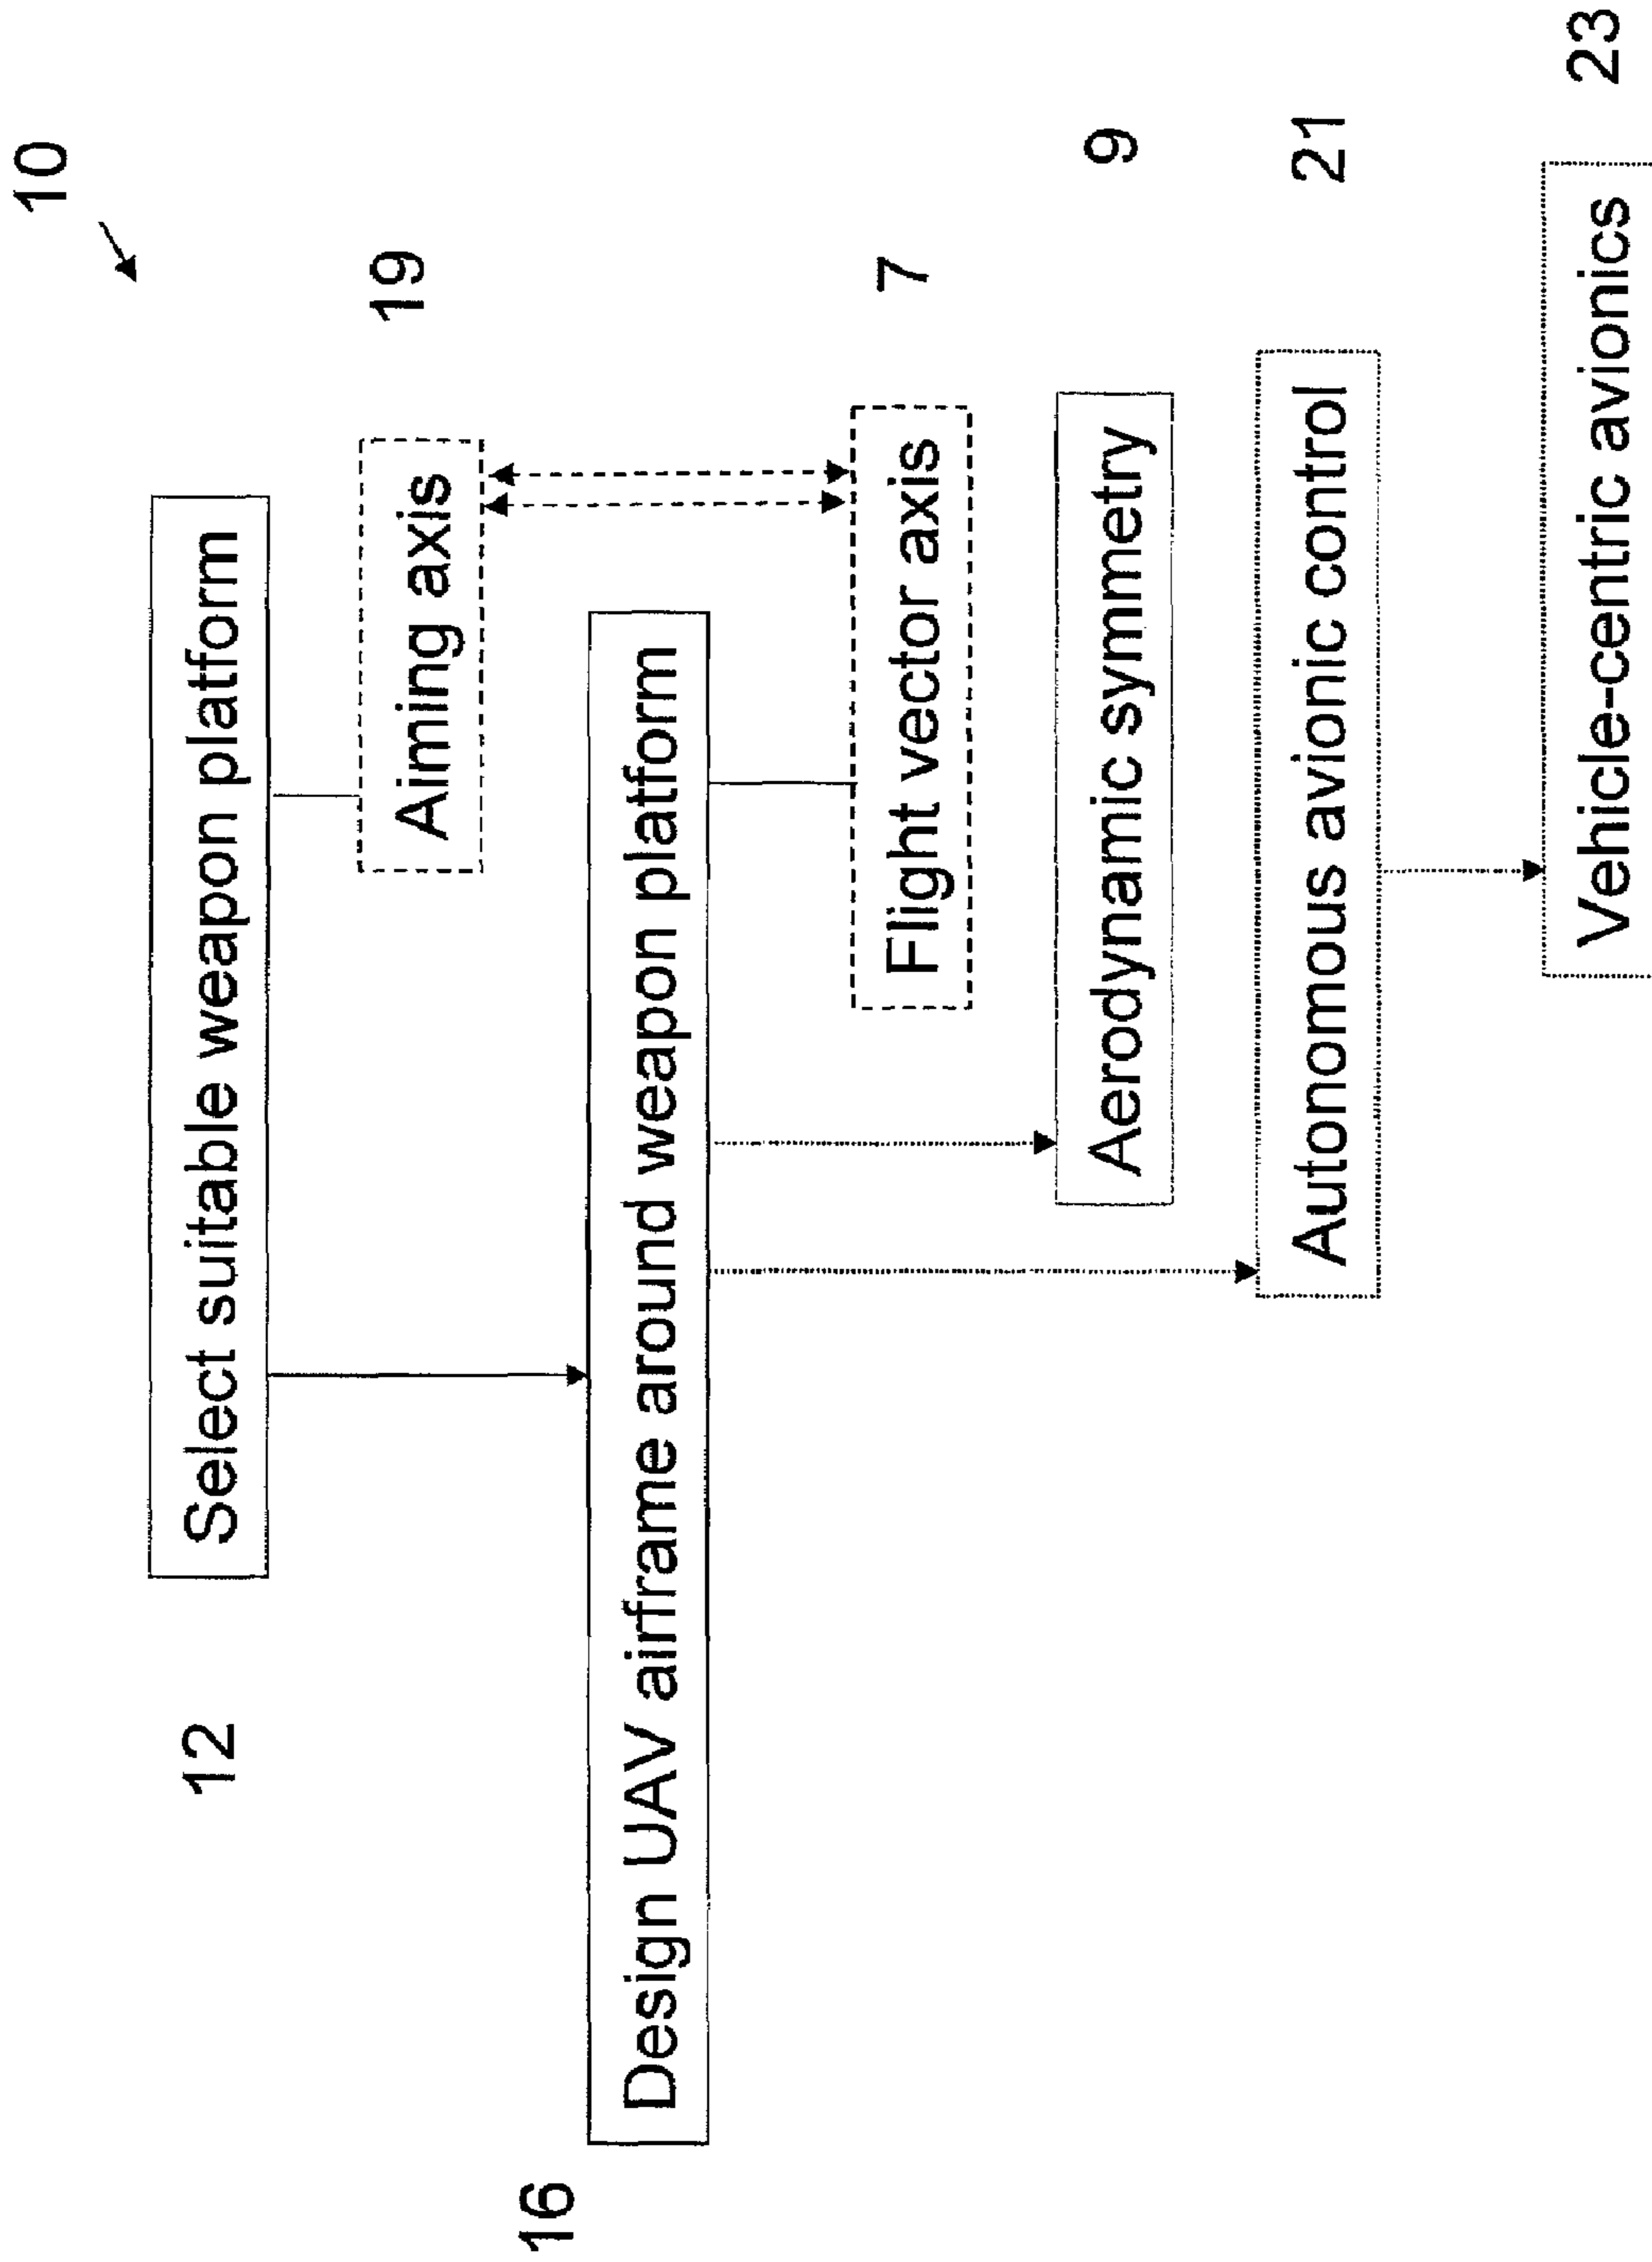 10
12
Select suitable weapon platform
Aiming axis
19
16
Design UAV airframe around weapon platform
Flight vector axis
7
Aerodynamic symmetry
9
Autonomous avionic control
21
Vehicle-centric avionics
23